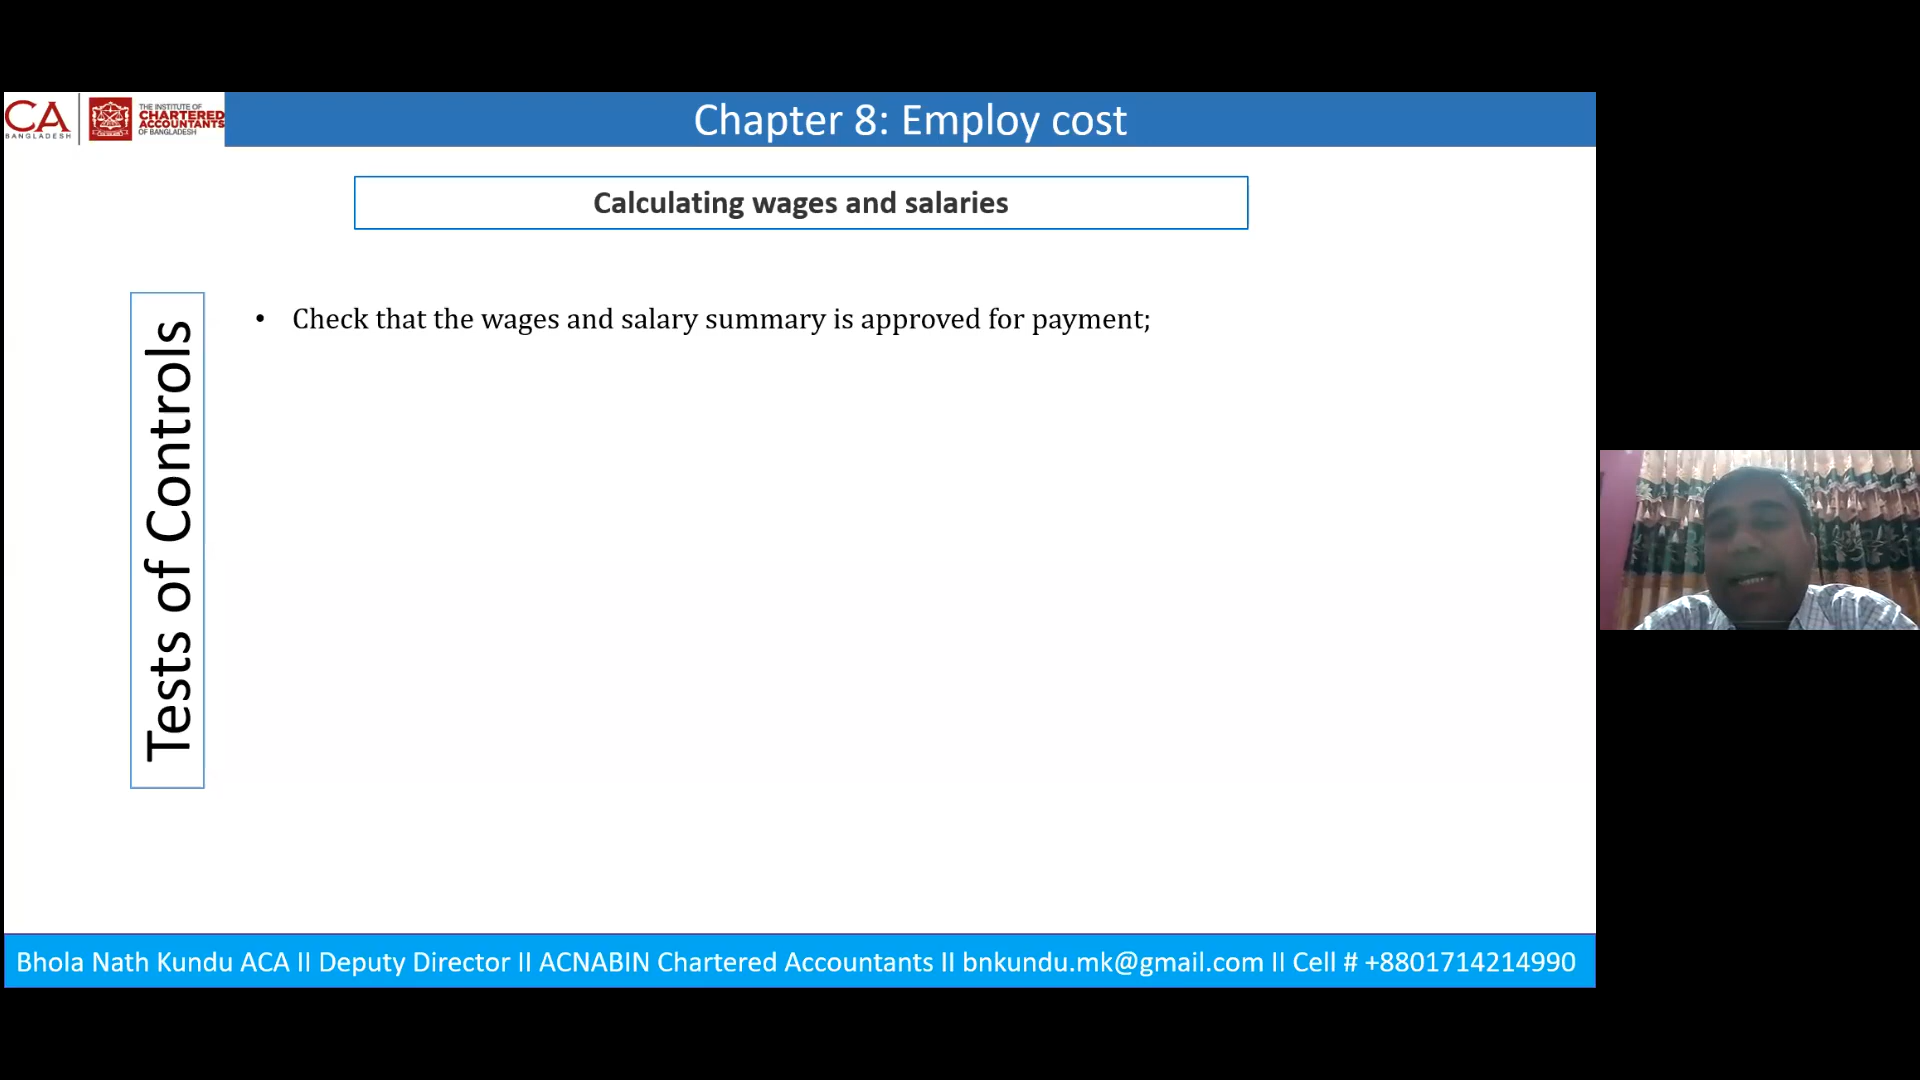 CA
BANGLADESH
THE INSTITUTE OF
CHARTERED
ACCOUNTANTS
OF BANGLADESH
Chapter 8: Employ cost
Calculating wages and salaries
Tests of Controls
• Check that the wages and salary summary is approved for payment;
Bhola Nath Kundu ACA II Deputy Director II ACNABIN Chartered Accountants II bnkundu.mk@gmail.com II Cell # +8801714214990